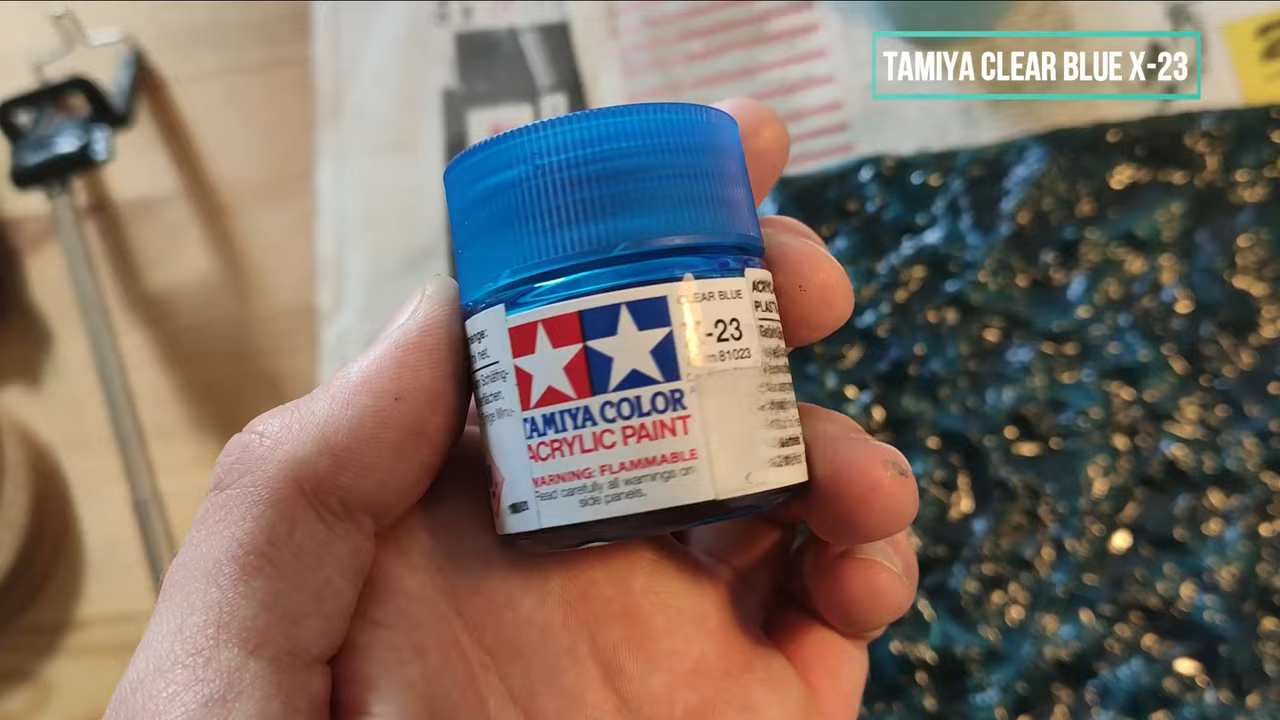 TAMIYA CLEAR BLUE X-23
CLEAR BLUE
-23
81023
TAMIYA COLOR
ACRYLIC PAINT
WARNING: FLAMMABLE
Read carefully all warnings on
side panels.